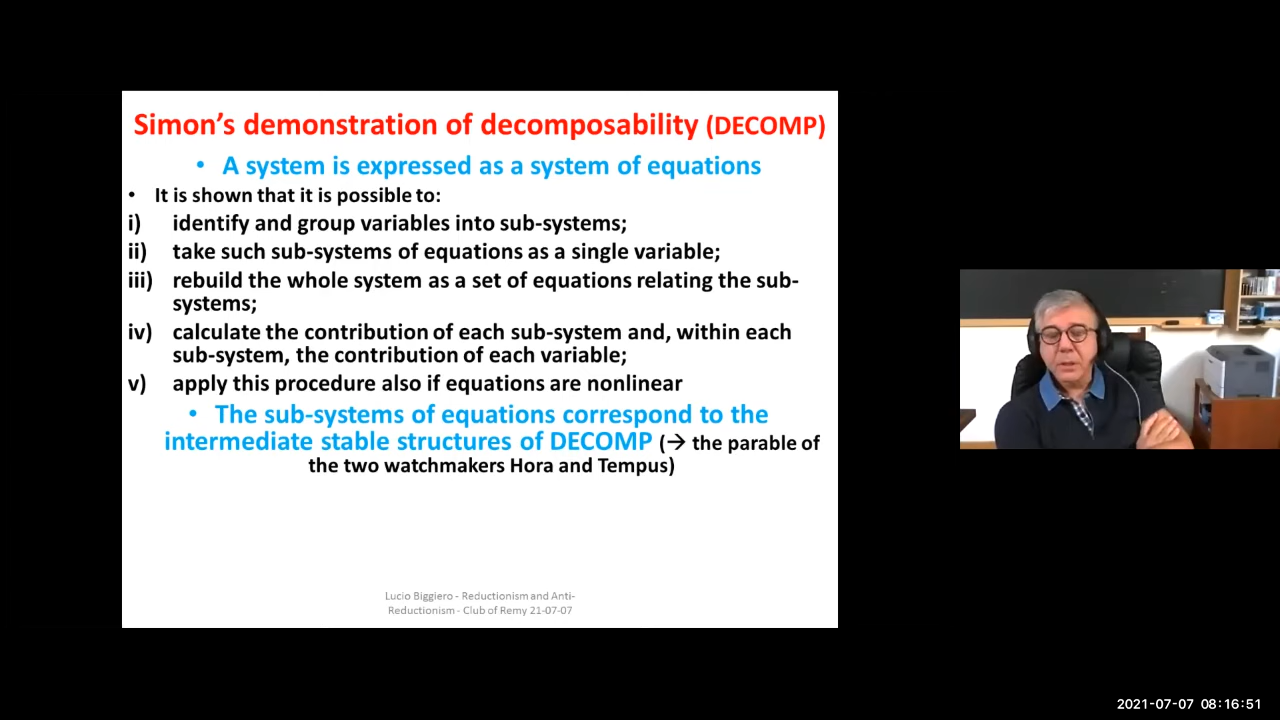 Simon's demonstration of decomposability (DECOMP)
• A system is expressed as a system of equations
• It is shown that it is possible to:
i) identify and group variables into sub-systems;
ii) take such sub-systems of equations as a single variable;
iii) rebuild the whole system as a set of equations relating the sub-
systems;
iv) calculate the contribution of each sub-system and, within each
sub-system, the contribution of each variable;
v) apply this procedure also if equations are nonlinear
• The sub-systems of equations correspond to the
intermediate stable structures of DECOMP (→ the parable of
the two watchmakers Hora and Tempus)
Lucio Biggiero - Reductionism and Anti-
Reductionism - Club of Remy 21-07-07
2021-07-07 08:16:51